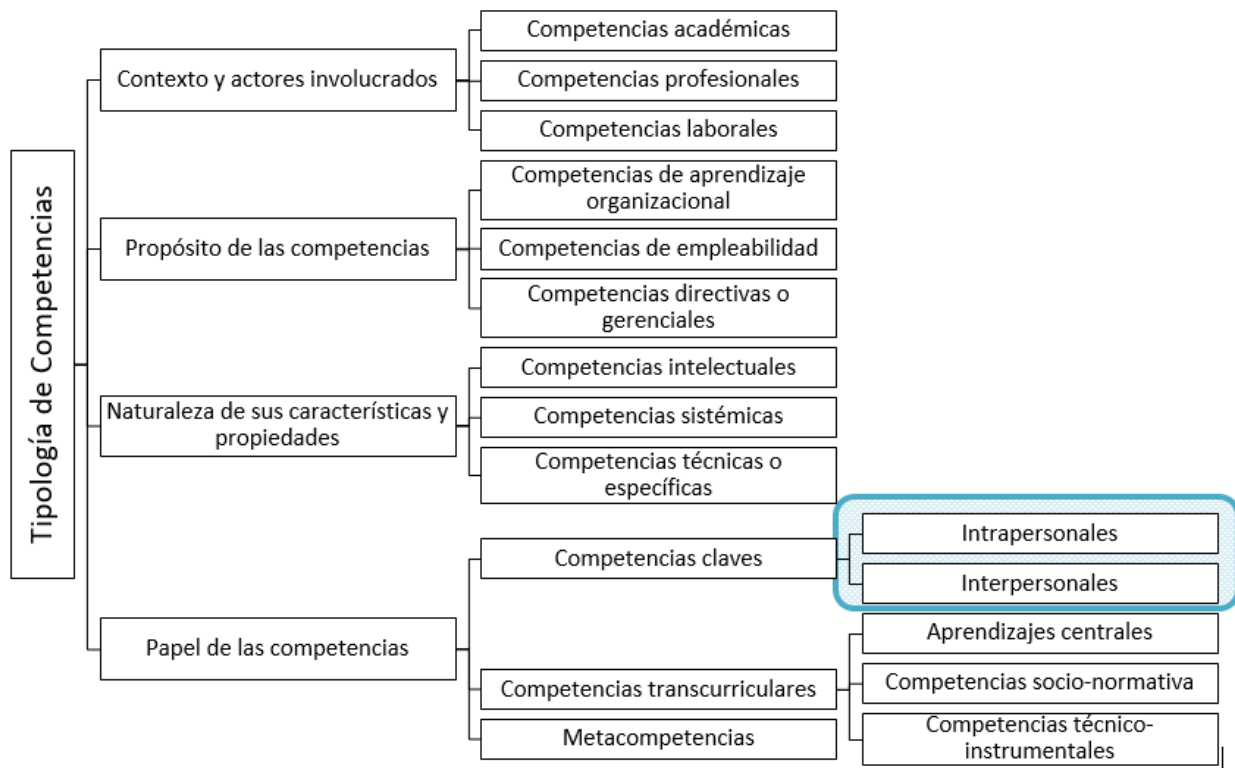 Tipología de Competencias
Contexto y actores involucrados
Competencias académicas
Competencias profesionales
Competencias laborales
Propósito de las competencias
Competencias de aprendizaje
organizacional
Competencias de empleabilidad
Competencias directivas o
gerenciales
Naturaleza de sus características y
propiedades
Competencias intelectuales
Competencias sistémicas
Competencias técnicas o
específicas
Papel de las competencias
Competencias claves
Intrapersonales
Interpersonales
Competencias transcurriculares
Aprendizajes centrales
Competencias socio-normativa
Competencias técnico-
instrumentales
Metacompetencias